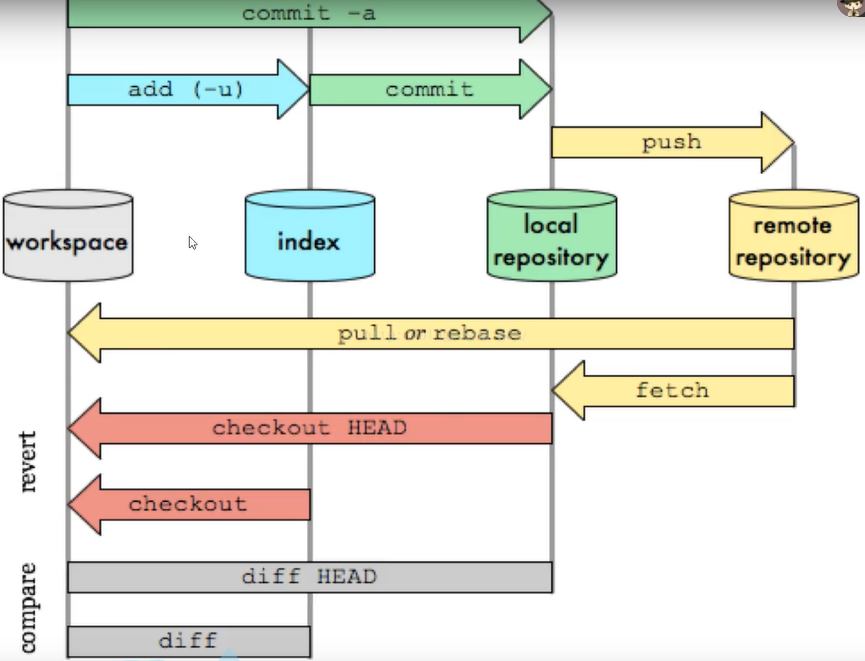 commit -a
add (-u)
commit
push
workspace
index
local
repository
remote
repository
pull or rebase
fetch
revert
checkout HEAD
checkout
compare
diff HEAD
diff